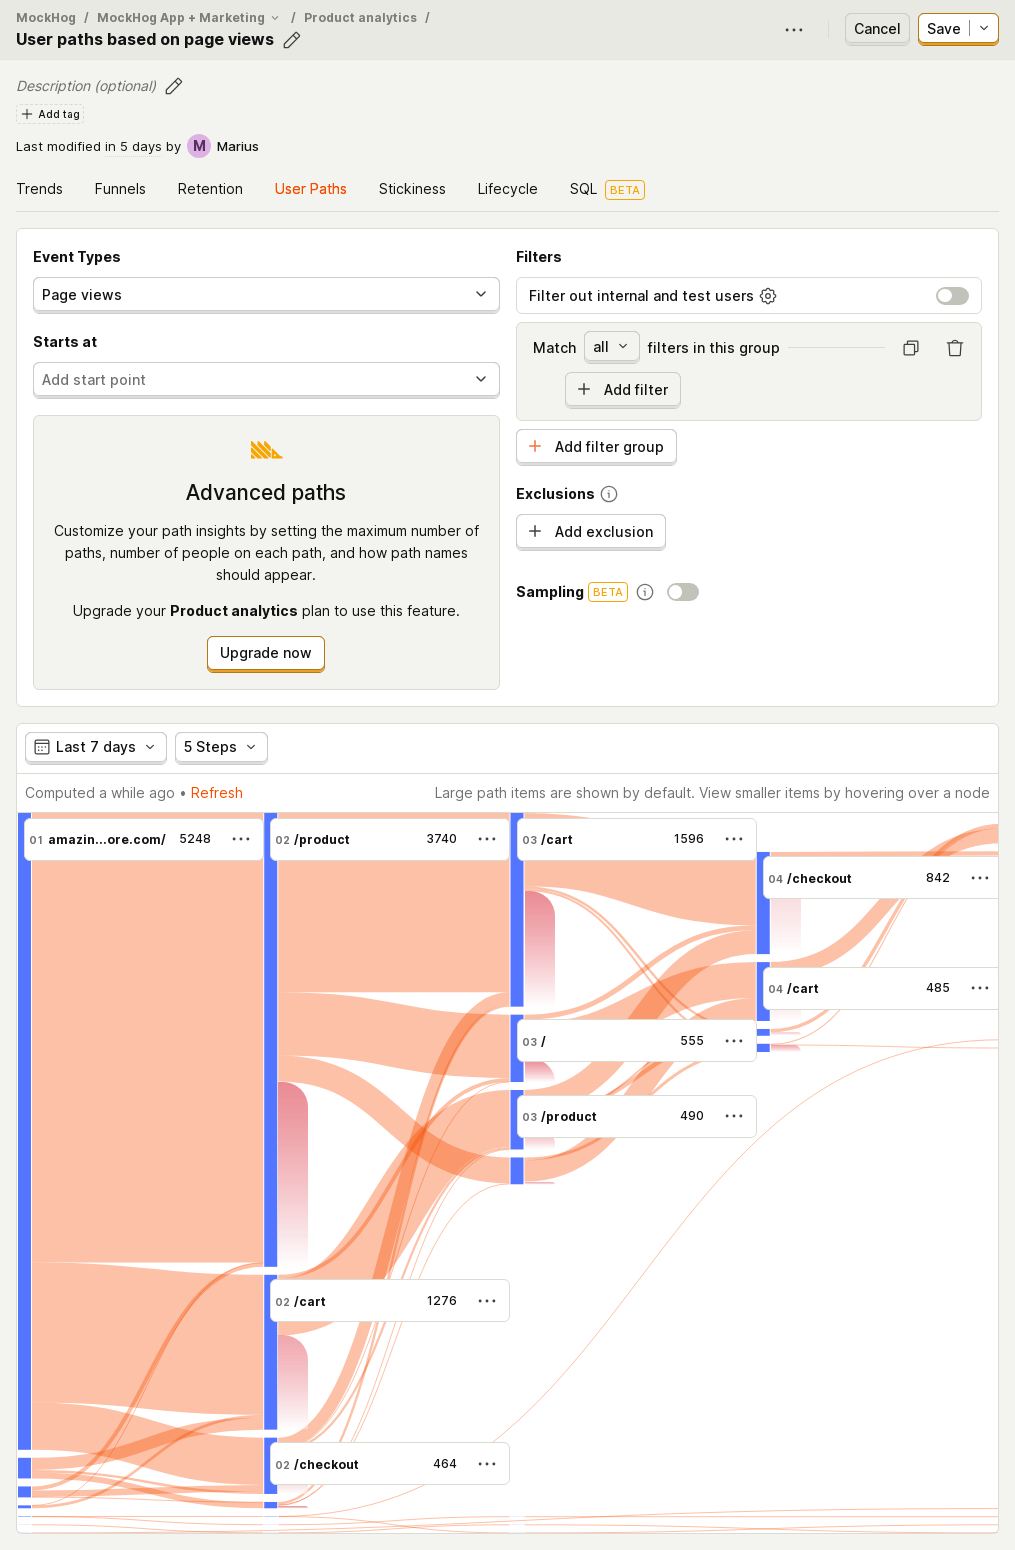 MockHog / MockHog App + Marketing / Product analytics /
User paths based on page views
Cancel
Save
Description (optional)
Add tag
Last modified in 5 days by M Marius
Trends Funnels Retention User Paths Stickiness Lifecycle SQL BETA
Event Types
Page views
Starts at
Add start point
Advanced paths
Customize your path insights by setting the maximum number of
paths, number of people on each path, and how path names
should appear.
Upgrade your Product analytics plan to use this feature.
Upgrade now
Filters
Filter out internal and test users
Match all filters in this group
Add filter
Add filter group
Exclusions
Add exclusion
Sampling BETA
Last 7 days
5 Steps
Computed a while ago • Refresh
Large path items are shown by default. View smaller items by hovering over a node
01 amazin...ore.com/ 5248
02 /product 3740
03 /cart 1596
04 /checkout 842
04 /cart 485
03 / 555
03 /product 490
02 /cart 1276
02 /checkout 464